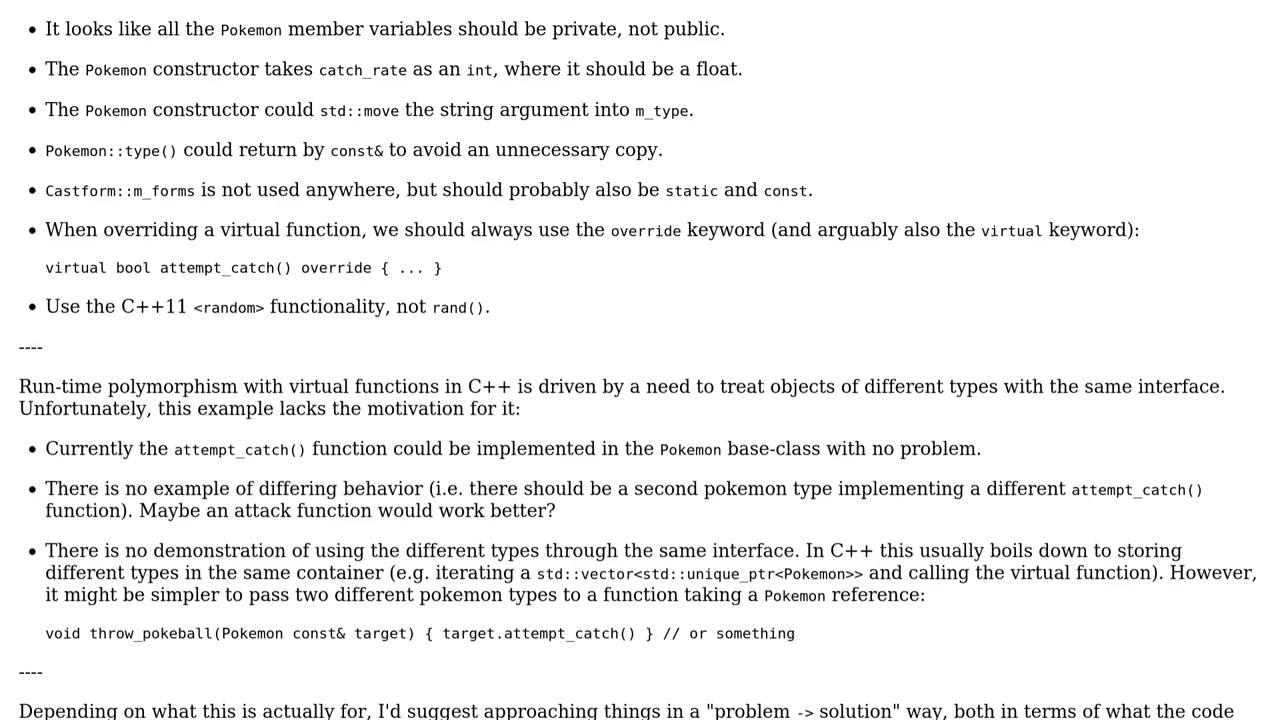 • It looks like all the Pokemon member variables should be private, not public.
• The Pokemon constructor takes catch_rate as an int, where it should be a float.
• The Pokemon constructor could std::move the string argument into m_type.
• Pokemon::type() could return by const& to avoid an unnecessary copy.
• Castform::m_forms is not used anywhere, but should probably also be static and const.
• When overriding a virtual function, we should always use the override keyword (and arguably also the virtual keyword):
virtual bool attempt_catch() override { ... }
• Use the C++11 <random> functionality, not rand().
----
Run-time polymorphism with virtual functions in C++ is driven by a need to treat objects of different types with the same interface.
Unfortunately, this example lacks the motivation for it:
• Currently the attempt_catch() function could be implemented in the Pokemon base-class with no problem.
• There is no example of differing behavior (i.e. there should be a second pokemon type implementing a different attempt_catch()
function). Maybe an attack function would work better?
• There is no demonstration of using the different types through the same interface. In C++ this usually boils down to storing
different types in the same container (e.g. iterating a std::vector<std::unique_ptr<Pokemon>> and calling the virtual function). However,
it might be simpler to pass two different pokemon types to a function taking a Pokemon reference:
void throw_pokeball(Pokemon const& target) { target.attempt_catch() } // or something
----
Depending on what this is actually for, I'd suggest approaching things in a "problem -> solution" way, both in terms of what the code